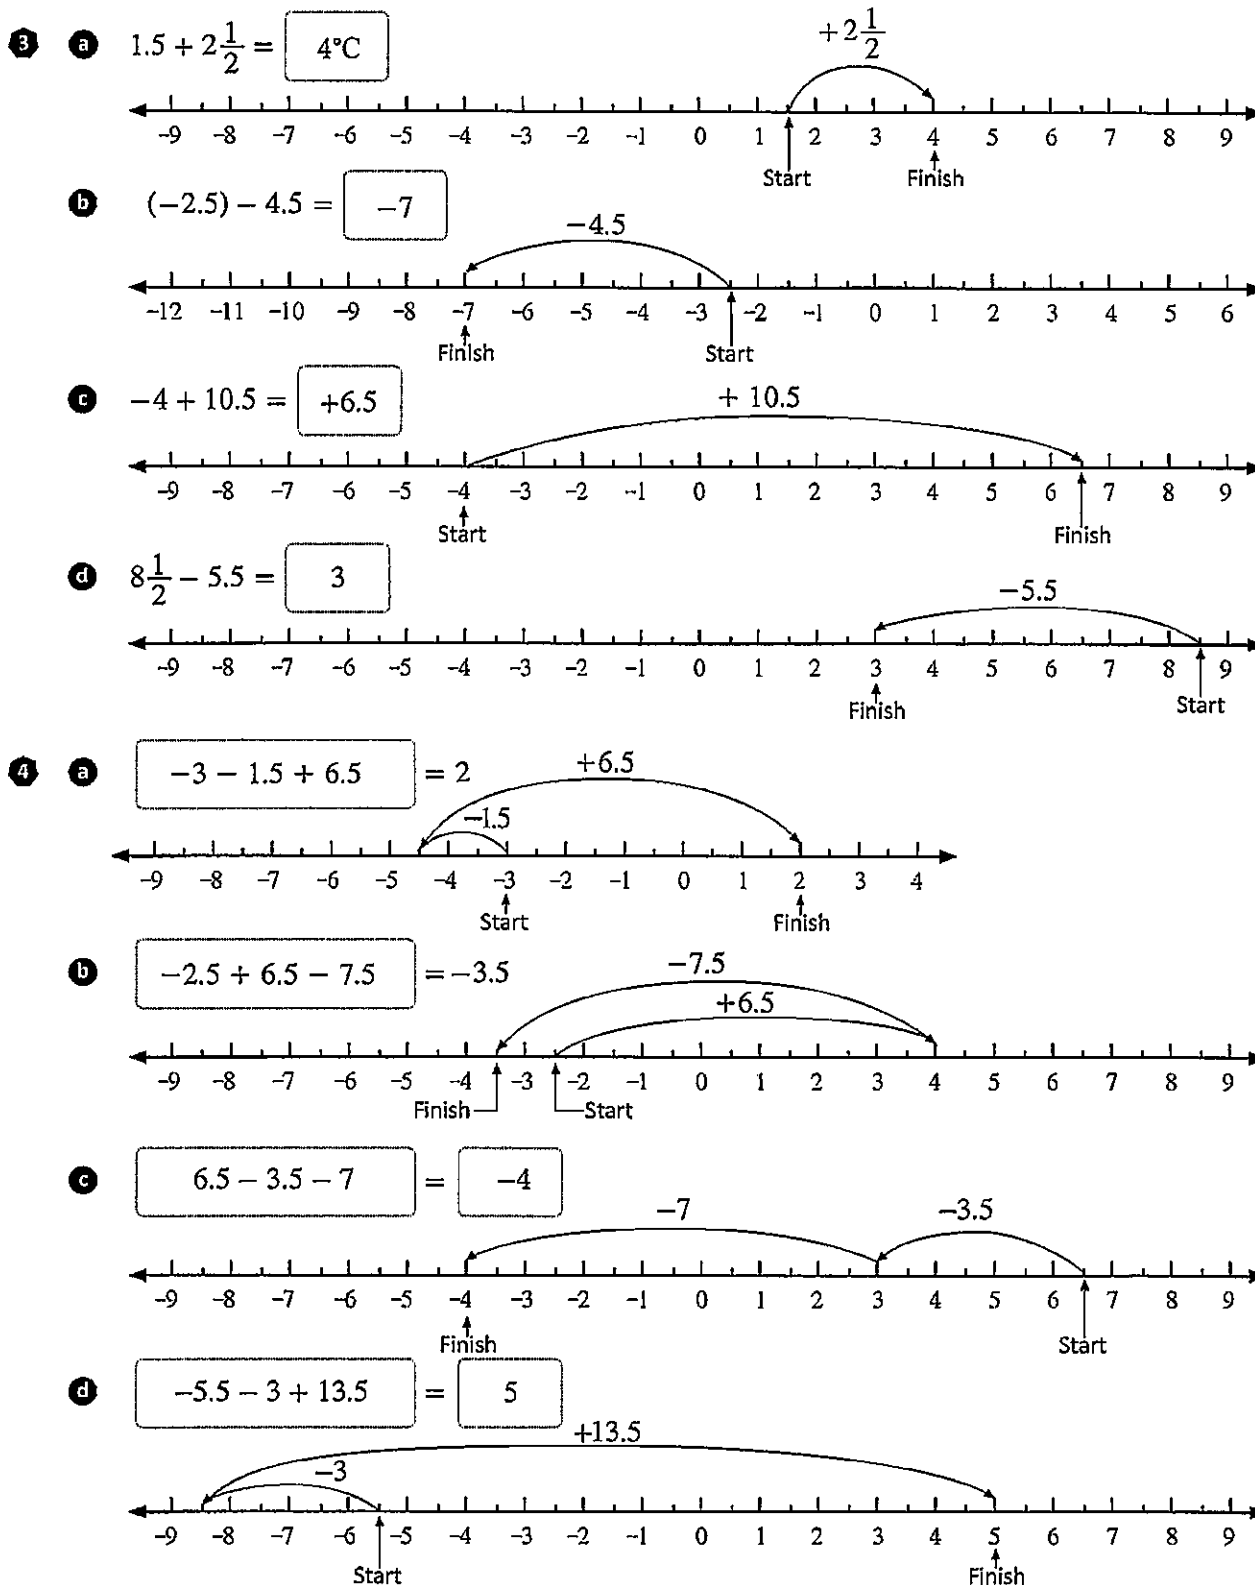 3 a 1.5 + 2 1/2 = 4°C
+2 1/2
-9 -8 -7 -6 -5 -4 -3 -2 -1 0 1 2 3 4 5 6 7 8 9
Start Finish
b (-2.5) - 4.5 = -7
-4.5
-12 -11 -10 -9 -8 -7 -6 -5 -4 -3 -2 -1 0 1 2 3 4 5 6
Finish Start
c -4 + 10.5 = +6.5
+ 10.5
-9 -8 -7 -6 -5 -4 -3 -2 -1 0 1 2 3 4 5 6 7 8 9
Start Finish
d 8 1/2 - 5.5 = 3
-5.5
-9 -8 -7 -6 -5 -4 -3 -2 -1 0 1 2 3 4 5 6 7 8 9
Finish Start
4 a -3 - 1.5 + 6.5 = 2
+6.5
-1.5
-9 -8 -7 -6 -5 -4 -3 -2 -1 0 1 2 3 4
Start Finish
b -2.5 + 6.5 - 7.5 = -3.5
-7.5
+6.5
-9 -8 -7 -6 -5 -4 -3 -2 -1 0 1 2 3 4 5 6 7 8 9
Finish Start
c 6.5 - 3.5 - 7 = -4
-7 -3.5
-9 -8 -7 -6 -5 -4 -3 -2 -1 0 1 2 3 4 5 6 7 8 9
Finish Start
d -5.5 - 3 + 13.5 = 5
+13.5
-3
-9 -8 -7 -6 -5 -4 -3 -2 -1 0 1 2 3 4 5 6 7 8 9
Start Finish